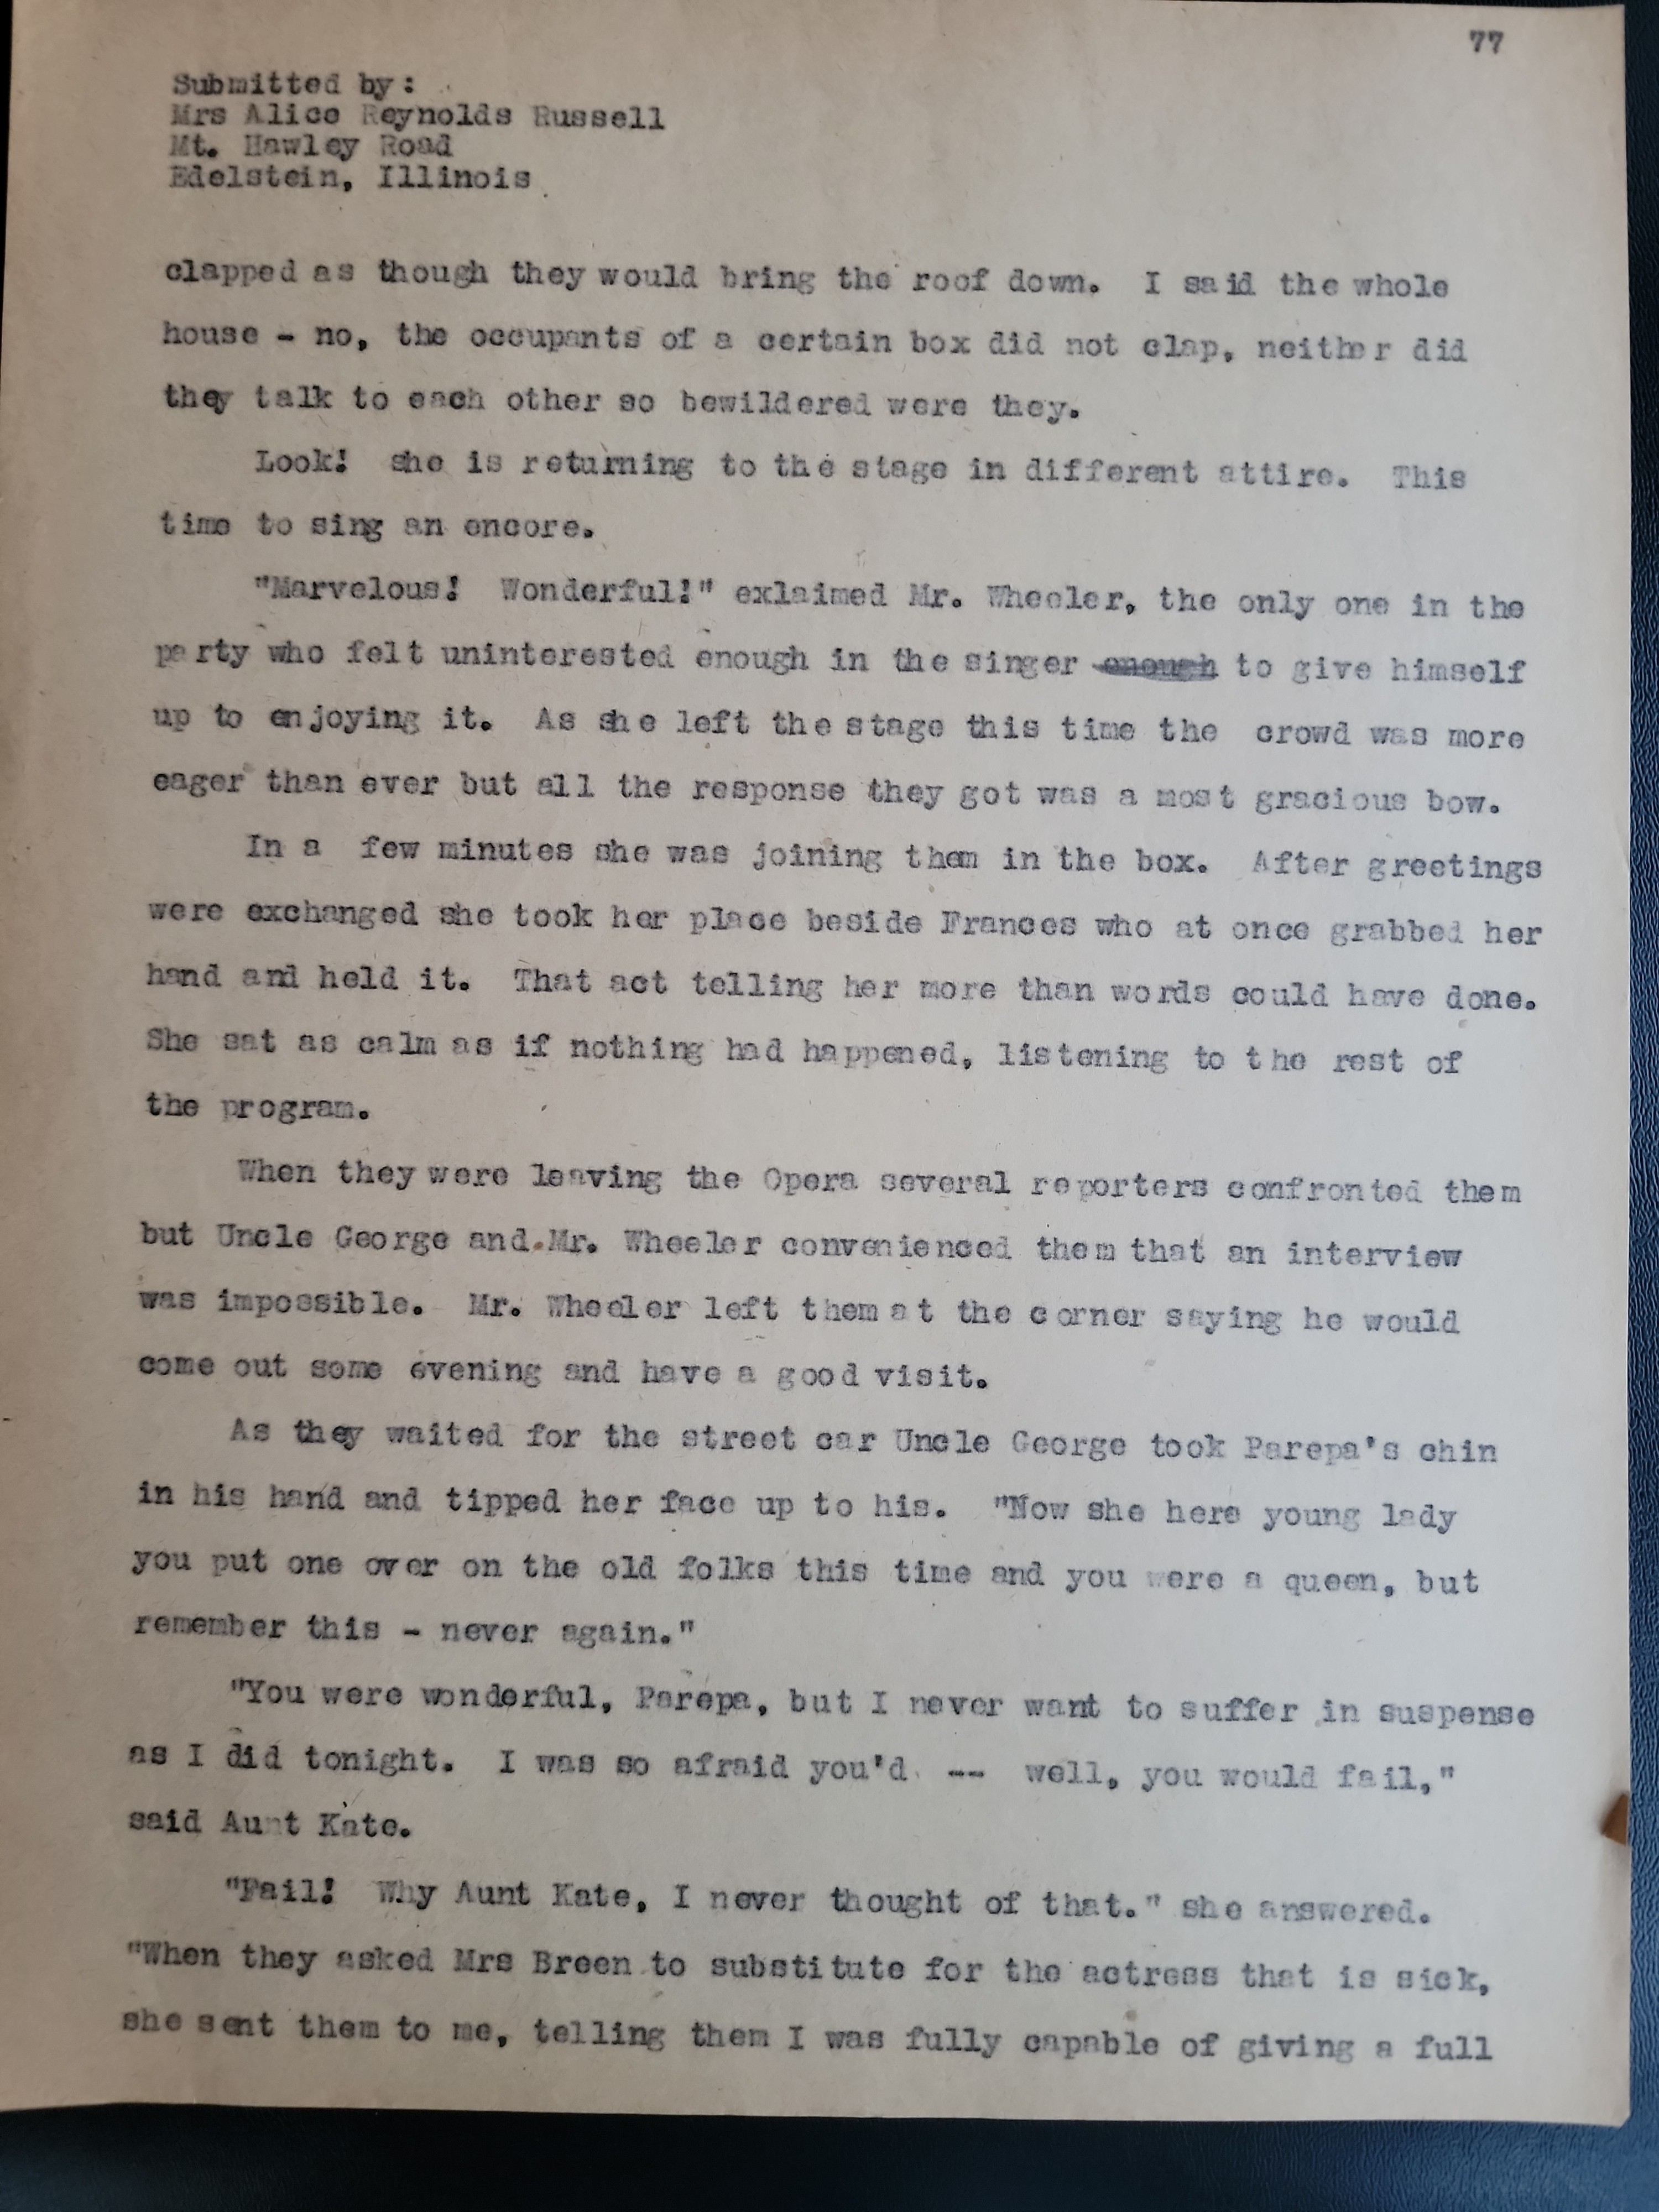 77
Submitted by:
Mrs Alice Reynolds Russell
Mt. Hawley Road
Edelstein, Illinois
clapped as though they would bring the roof down. I said the whole
house - no, the occupants of a certain box did not clap, neither did
they talk to each other so bewildered were they.
Look! she is returning to the stage in different attire. This
time to sing an encore.
"Marvelous! Wonderful!" exlaimed Mr. Wheeler, the only one in the
party who felt uninterested enough in the singer enough to give himself
up to enjoying it. As she left the stage this time the crowd was more
eager than ever but all the response they got was a most gracious bow.
In a few minutes she was joining them in the box. After greetings
were exchanged she took her place beside Frances who at once grabbed her
hand and held it. That act telling her more than words could have done.
She sat as calm as if nothing had happened, listening to the rest of
the program.
When they were leaving the Opera several reporters confronted them
but Uncle George and Mr. Wheeler convenienced them that an interview
was impossible. Mr. Wheeler left them at the corner saying he would
come out some evening and have a good visit.
As they waited for the street car Uncle George took Parepa's chin
in his hand and tipped her face up to his. "Now she here young lady
you put one over on the old folks this time and you were a queen, but
remember this - never again."
"You were wonderful, Parepa, but I never want to suffer in suspense
as I did tonight. I was so afraid you'd -- well, you would fail,"
said Aunt Kate.
"Fail! Why Aunt Kate, I never thought of that." she answered.
"When they asked Mrs Breen to substitute for the actress that is sick,
she sent them to me, telling them I was fully capable of giving a full